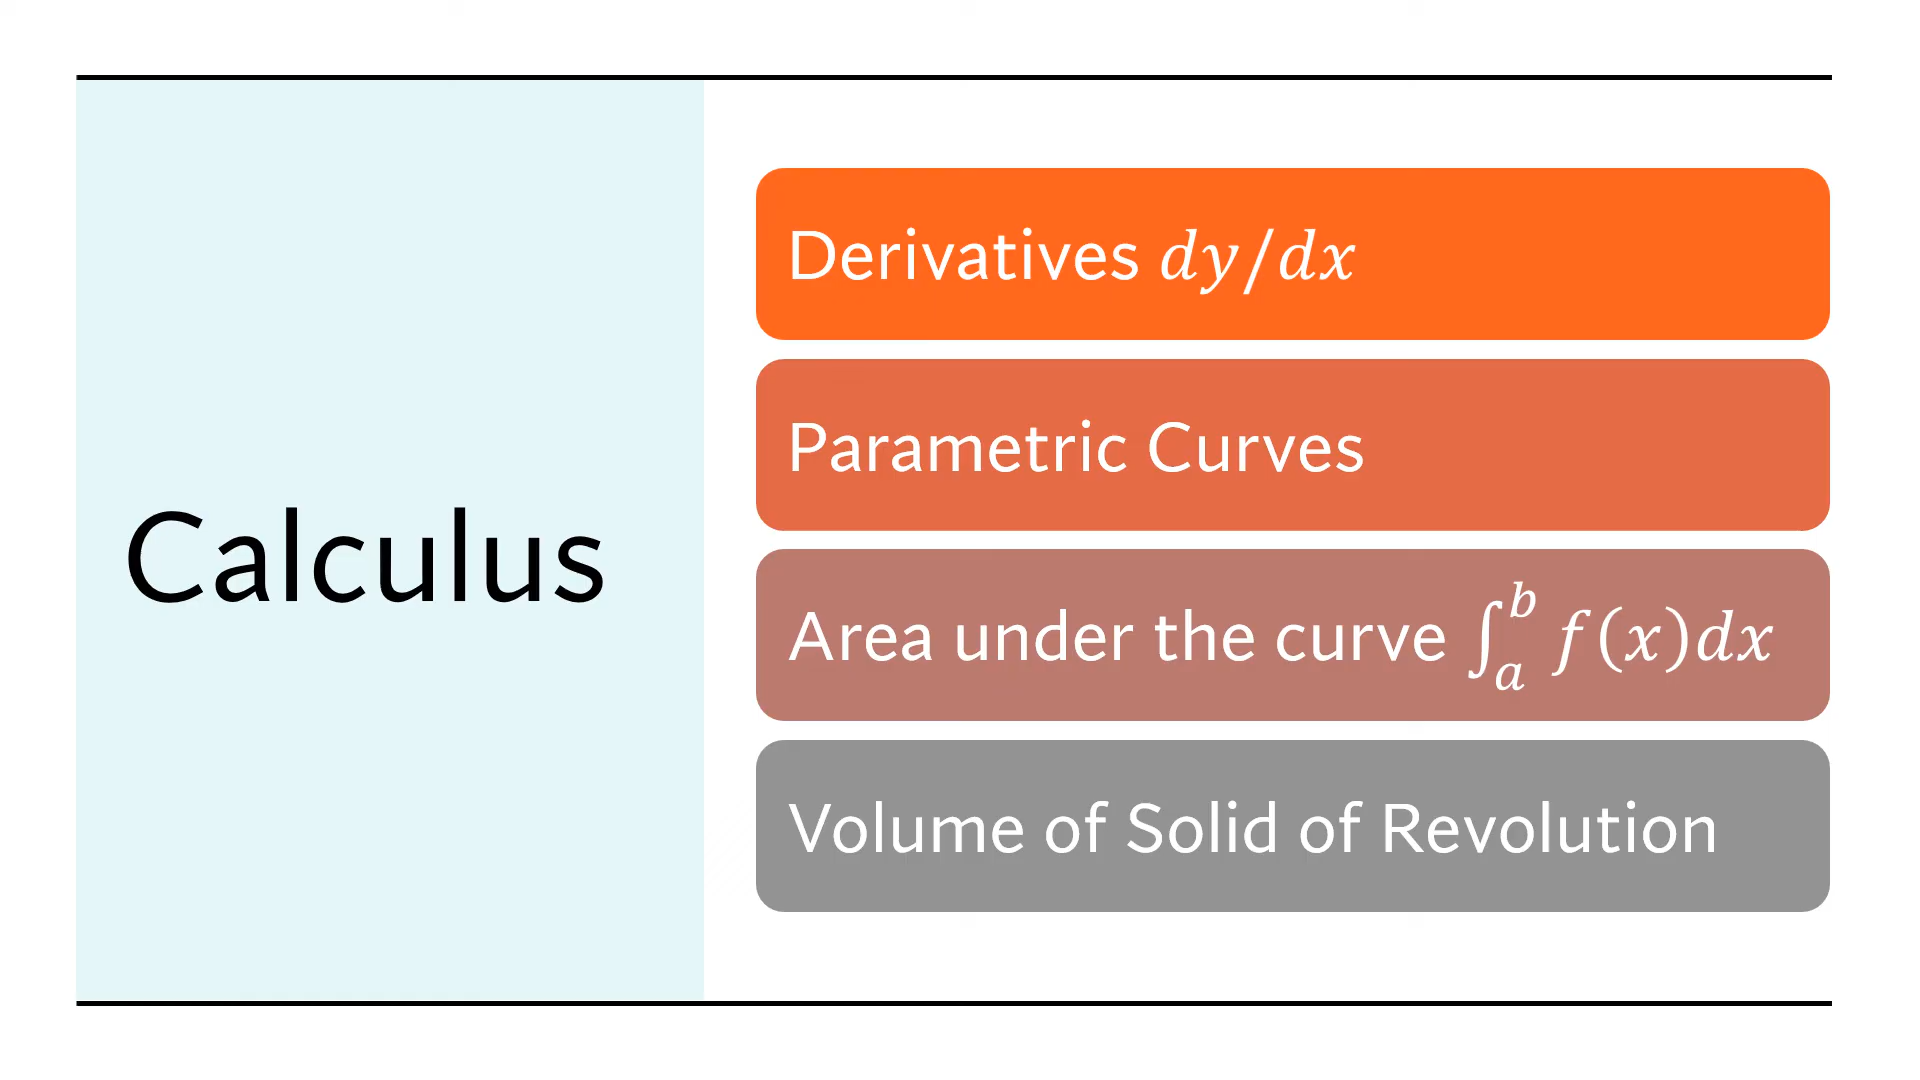 Calculus
Derivatives 𝑑𝑦/𝑑𝑥
Parametric Curves
Area under the curve ∫_𝑎^𝑏 𝑓(𝑥)𝑑𝑥
Volume of Solid of Revolution